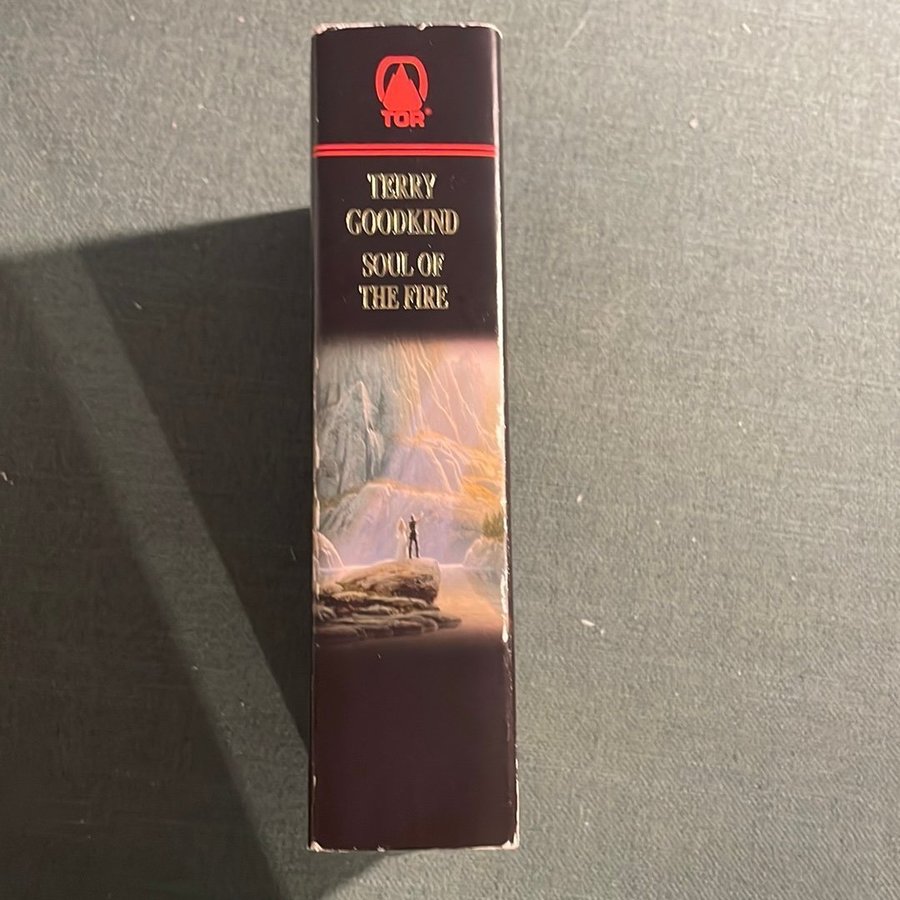 TOR®
TERRY
GOODKIND
SOUL OF
THE FIRE